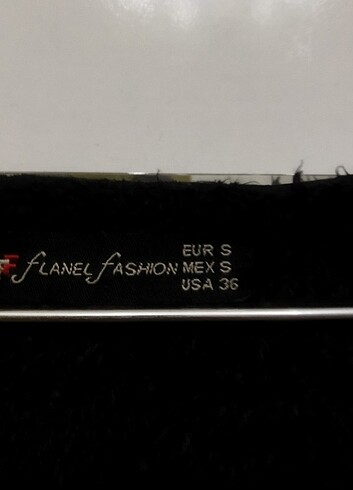 EUR S
FLANEL FASHION MEX S
USA 36